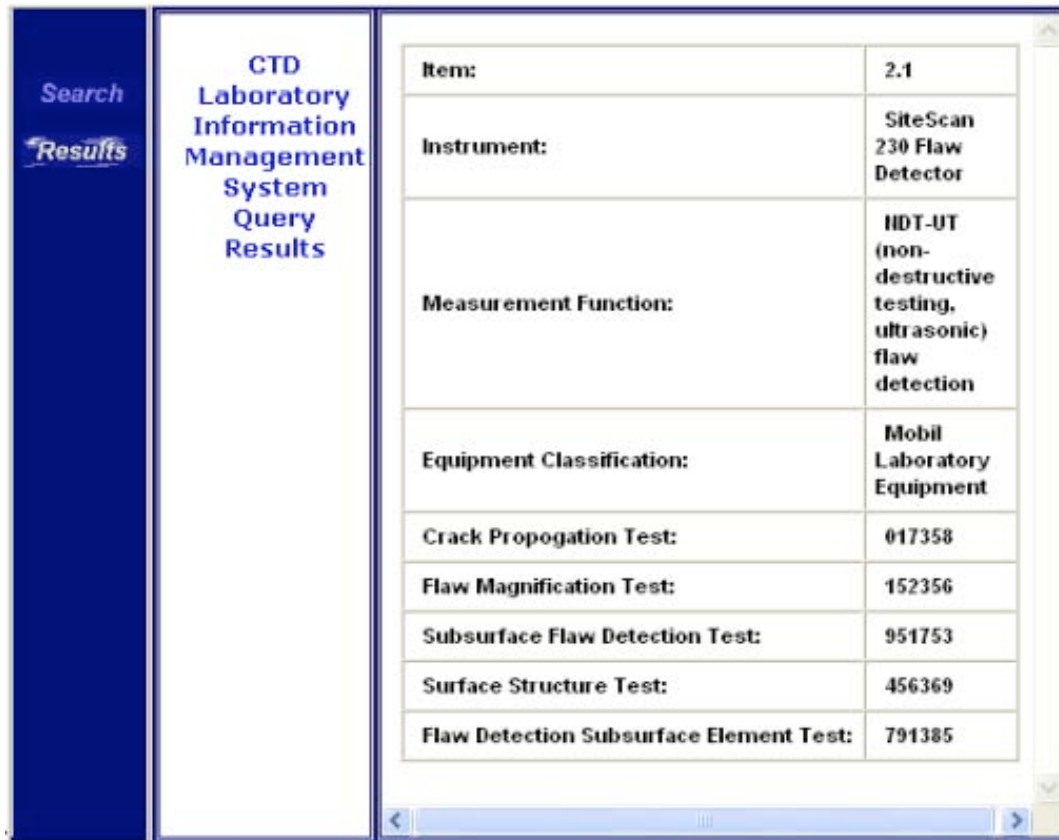 Search
Results
CTD
Laboratory
Information
Management
System
Query
Results
Item:
2.1
Instrument:
SiteScan
230 Flaw
Detector
Measurement Function:
NDT-UT
(non-
destructive
testing,
ultrasonic)
flaw
detection
Equipment Classification:
Mobil
Laboratory
Equipment
Crack Propogation Test:
017358
Flaw Magnification Test:
152356
Subsurface Flaw Detection Test:
951753
Surface Structure Test:
456369
Flaw Detection Subsurface Element Test:
791385